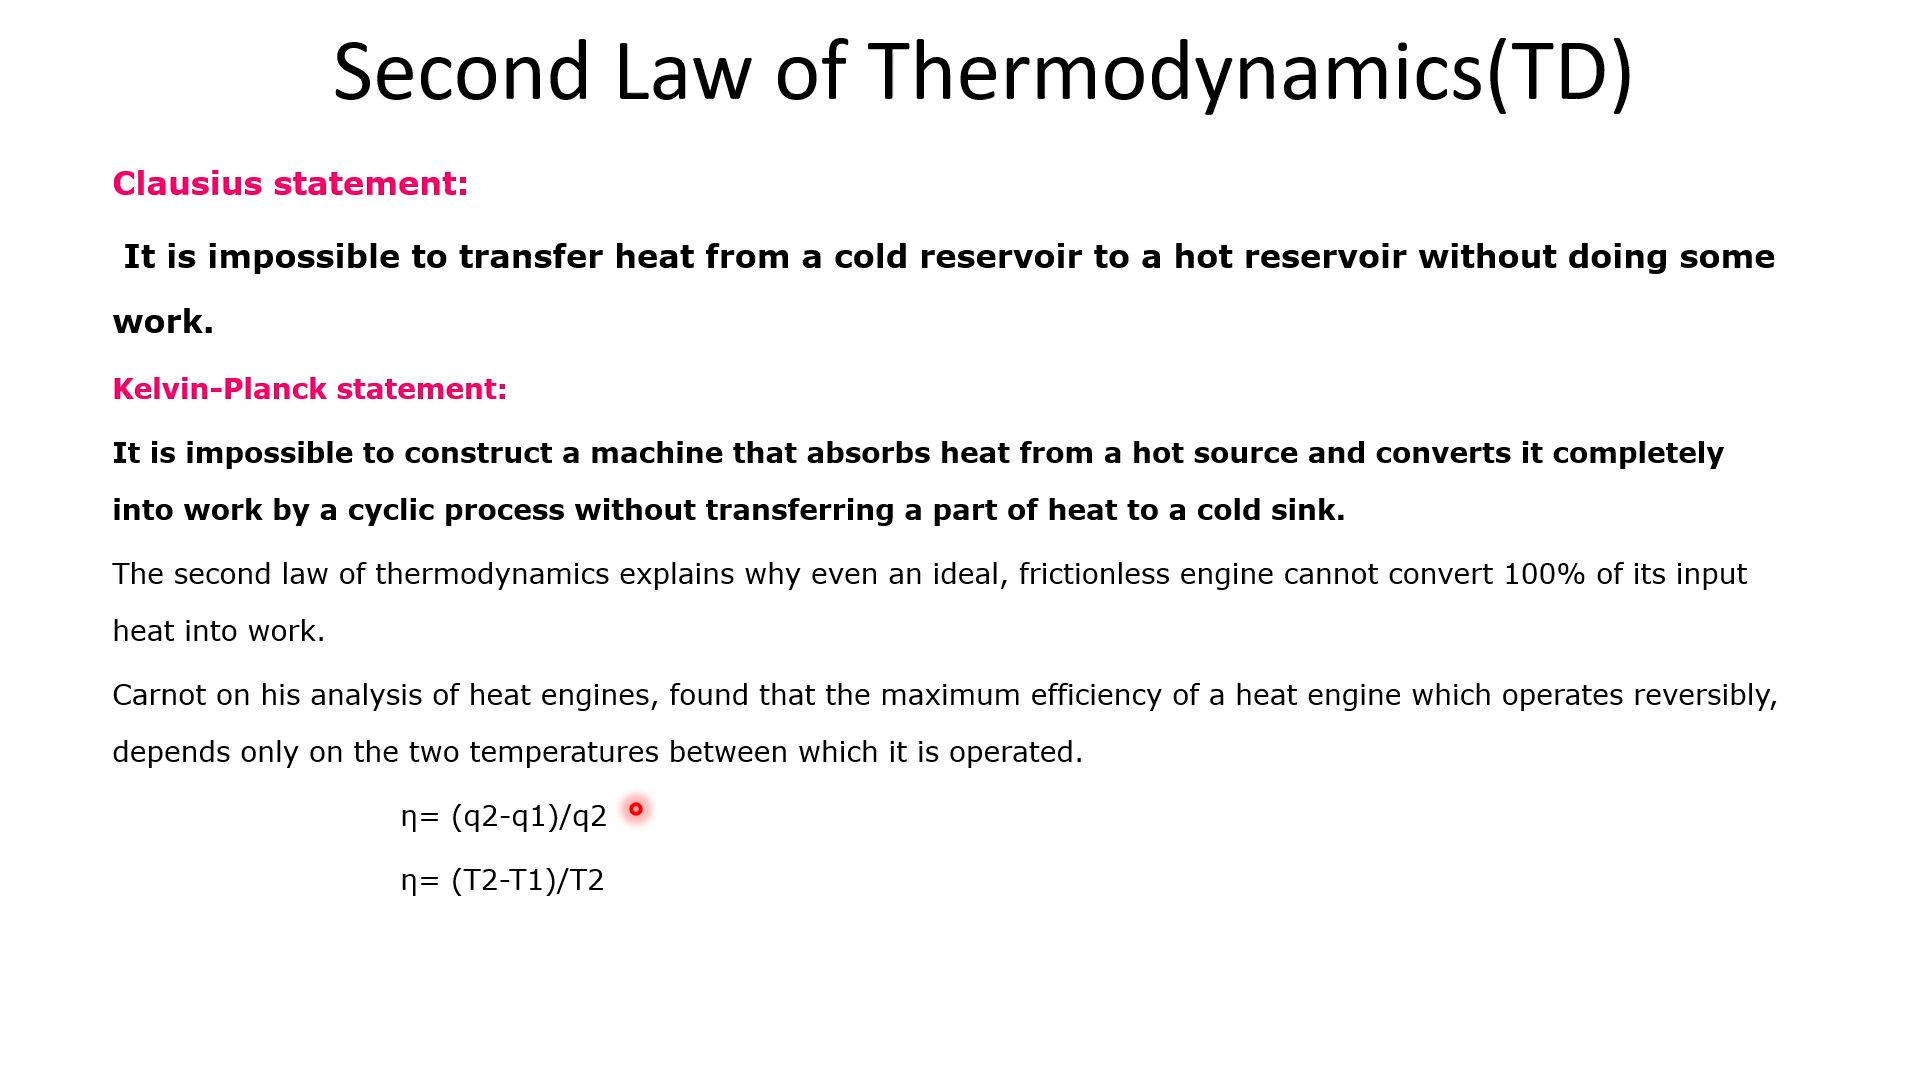 Second Law of Thermodynamics(TD)
Clausius statement:
It is impossible to transfer heat from a cold reservoir to a hot reservoir without doing some
work.
Kelvin-Planck statement:
It is impossible to construct a machine that absorbs heat from a hot source and converts it completely
into work by a cyclic process without transferring a part of heat to a cold sink.
The second law of thermodynamics explains why even an ideal, frictionless engine cannot convert 100% of its input
heat into work.
Carnot on his analysis of heat engines, found that the maximum efficiency of a heat engine which operates reversibly,
depends only on the two temperatures between which it is operated.
η= (q2-q1)/q2
η= (T2-T1)/T2